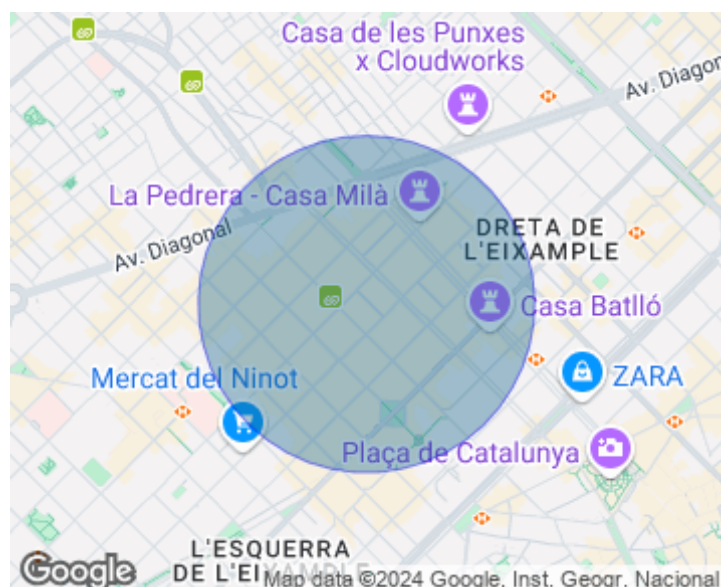 Casa de les Punxes
x Cloudworks
Av. Diagonal
La Pedrera - Casa Milà
DRETA DE
L'EIXAMPLE
Av. Diagonal
Casa Batlló
Mercat del Ninot
ZARA
Plaça de Catalunya
L'ESQUERRA
DE L'EIXAMPLE
Google
Map data ©2024 Google, Inst. Geogr. Nacional